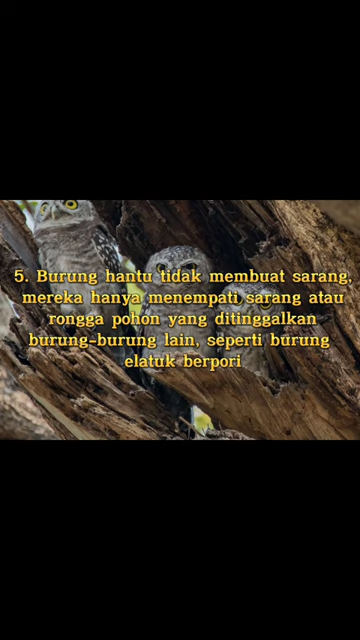 5. Burung hantu tidak membuat sarang,
mereka hanya menempati sarang atau
rongga pohon yang ditinggalkan
burung-burung lain, seperti burung
elatuk berpori